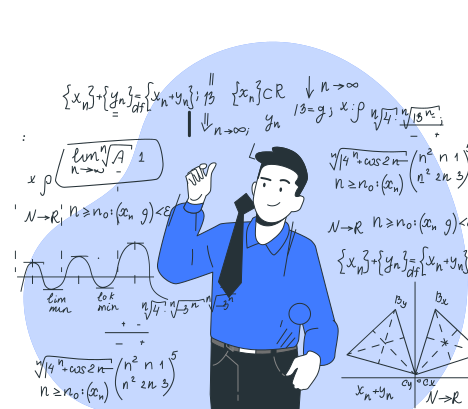 {xn}+{yn}=df{xn+yn}; 13 {xn}⊂R ↓ n→∞
⇓ n→∞; yn 13=g; x:ρ
lim n→∞ ⁿ√A 1
x ρ
N→R n≥n₀:(xn g)<ε
√4ⁿ+cos2n (n² n 1
n≥n₀:(xn) n² 2n 3)
N→R n≥n₀:(xn g)<
{xn}+{yn}=df{xn+yn
lim min lok min
+ -
- +
ⁿ√4ⁿ+cos2n (n² n 1)5
n≥n₀:(xn) n² 2n 3
By Bx
Cy Cx
xn+yn N→R